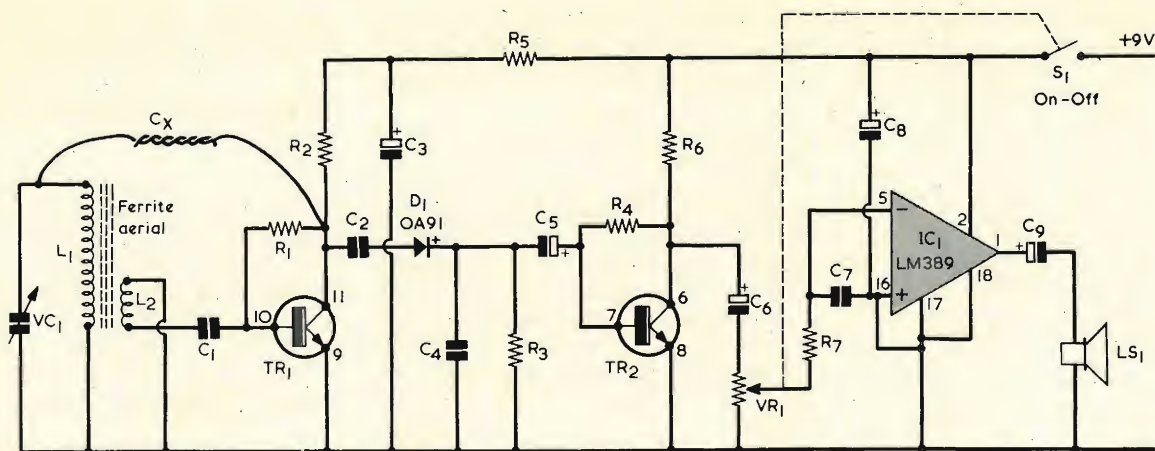 R5
+9V
S1
On-Off
CX
R2
+
C3
R6
+
C8
Ferrite
aerial
L1
L2
R1
C2
D1
OA91
+
C5
+
R4
5
−
2
IC1
LM389
1
+
C9
VC1
C1
10
11
9
TR1
C4
R3
7
6
8
TR2
+
C6
C7
16
+
17
18
R7
VR1
LS1